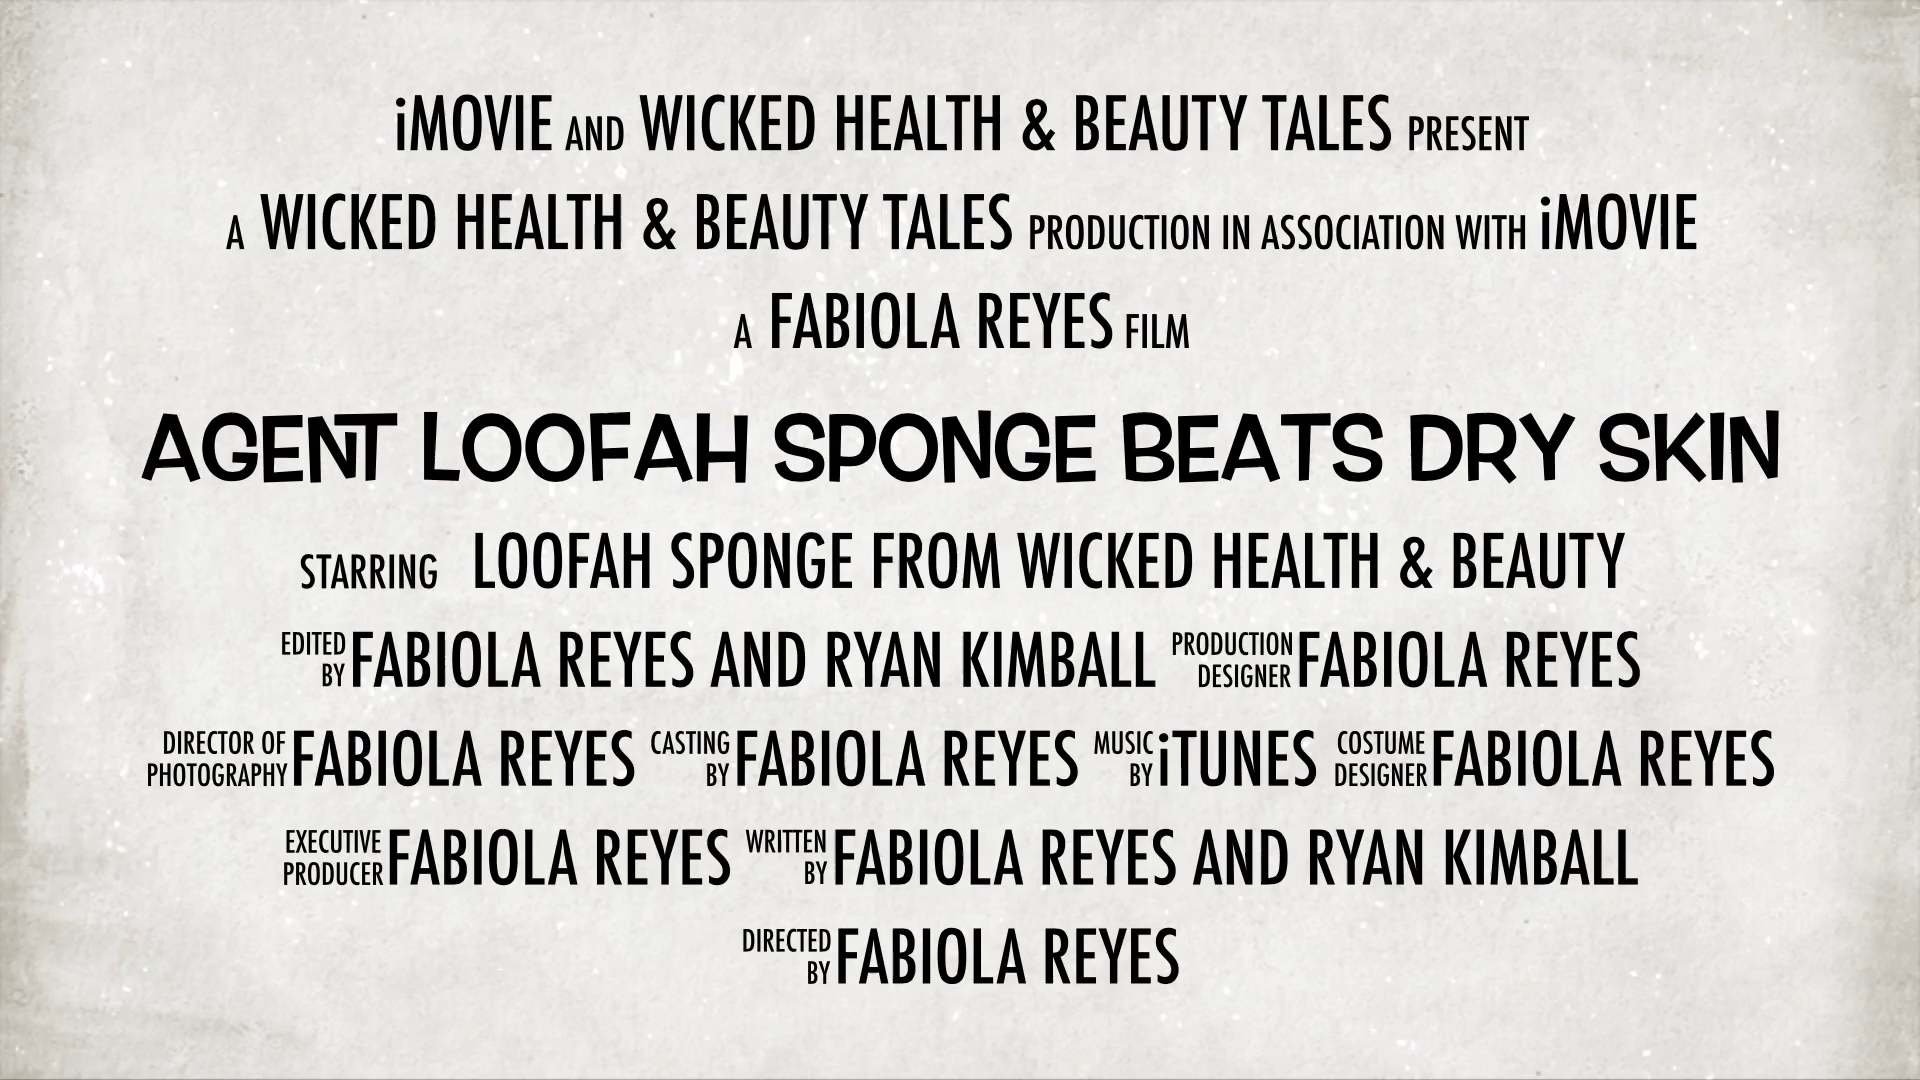 iMOVIE AND WICKED HEALTH & BEAUTY TALES PRESENT
A WICKED HEALTH & BEAUTY TALES PRODUCTION IN ASSOCIATION WITH iMOVIE
A FABIOLA REYES FILM
AGENT LOOFAH SPONGE BEATS DRY SKIN
STARRING LOOFAH SPONGE FROM WICKED HEALTH & BEAUTY
EDITED BY FABIOLA REYES AND RYAN KIMBALL PRODUCTION DESIGNER FABIOLA REYES
DIRECTOR OF PHOTOGRAPHY FABIOLA REYES CASTING BY FABIOLA REYES MUSIC BY iTUNES COSTUME DESIGNER FABIOLA REYES
EXECUTIVE PRODUCER FABIOLA REYES WRITTEN BY FABIOLA REYES AND RYAN KIMBALL
DIRECTED BY FABIOLA REYES